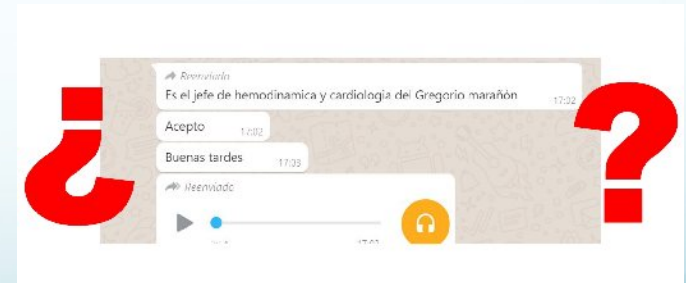 ¿
?
Reenviado
Es el jefe de hemodinamica y cardiologia del Gregorio marañón 17:02
Acepto 17:02
Buenas tardes 17:03
Reenviado
17:03